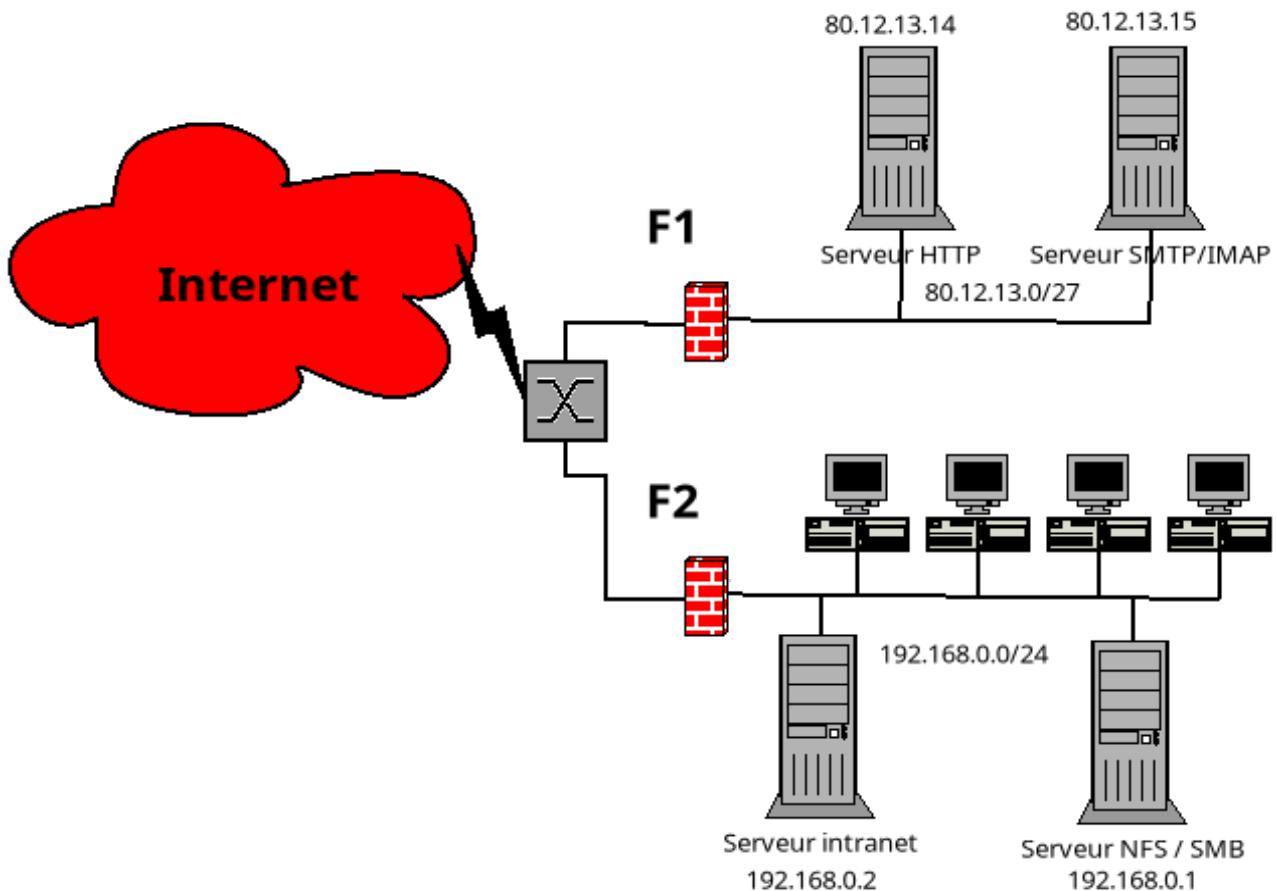 80.12.13.14
80.12.13.15
F1
Serveur HTTP
Serveur SMTP/IMAP
Internet
80.12.13.0/27
F2
192.168.0.0/24
Serveur intranet
192.168.0.2
Serveur NFS / SMB
192.168.0.1